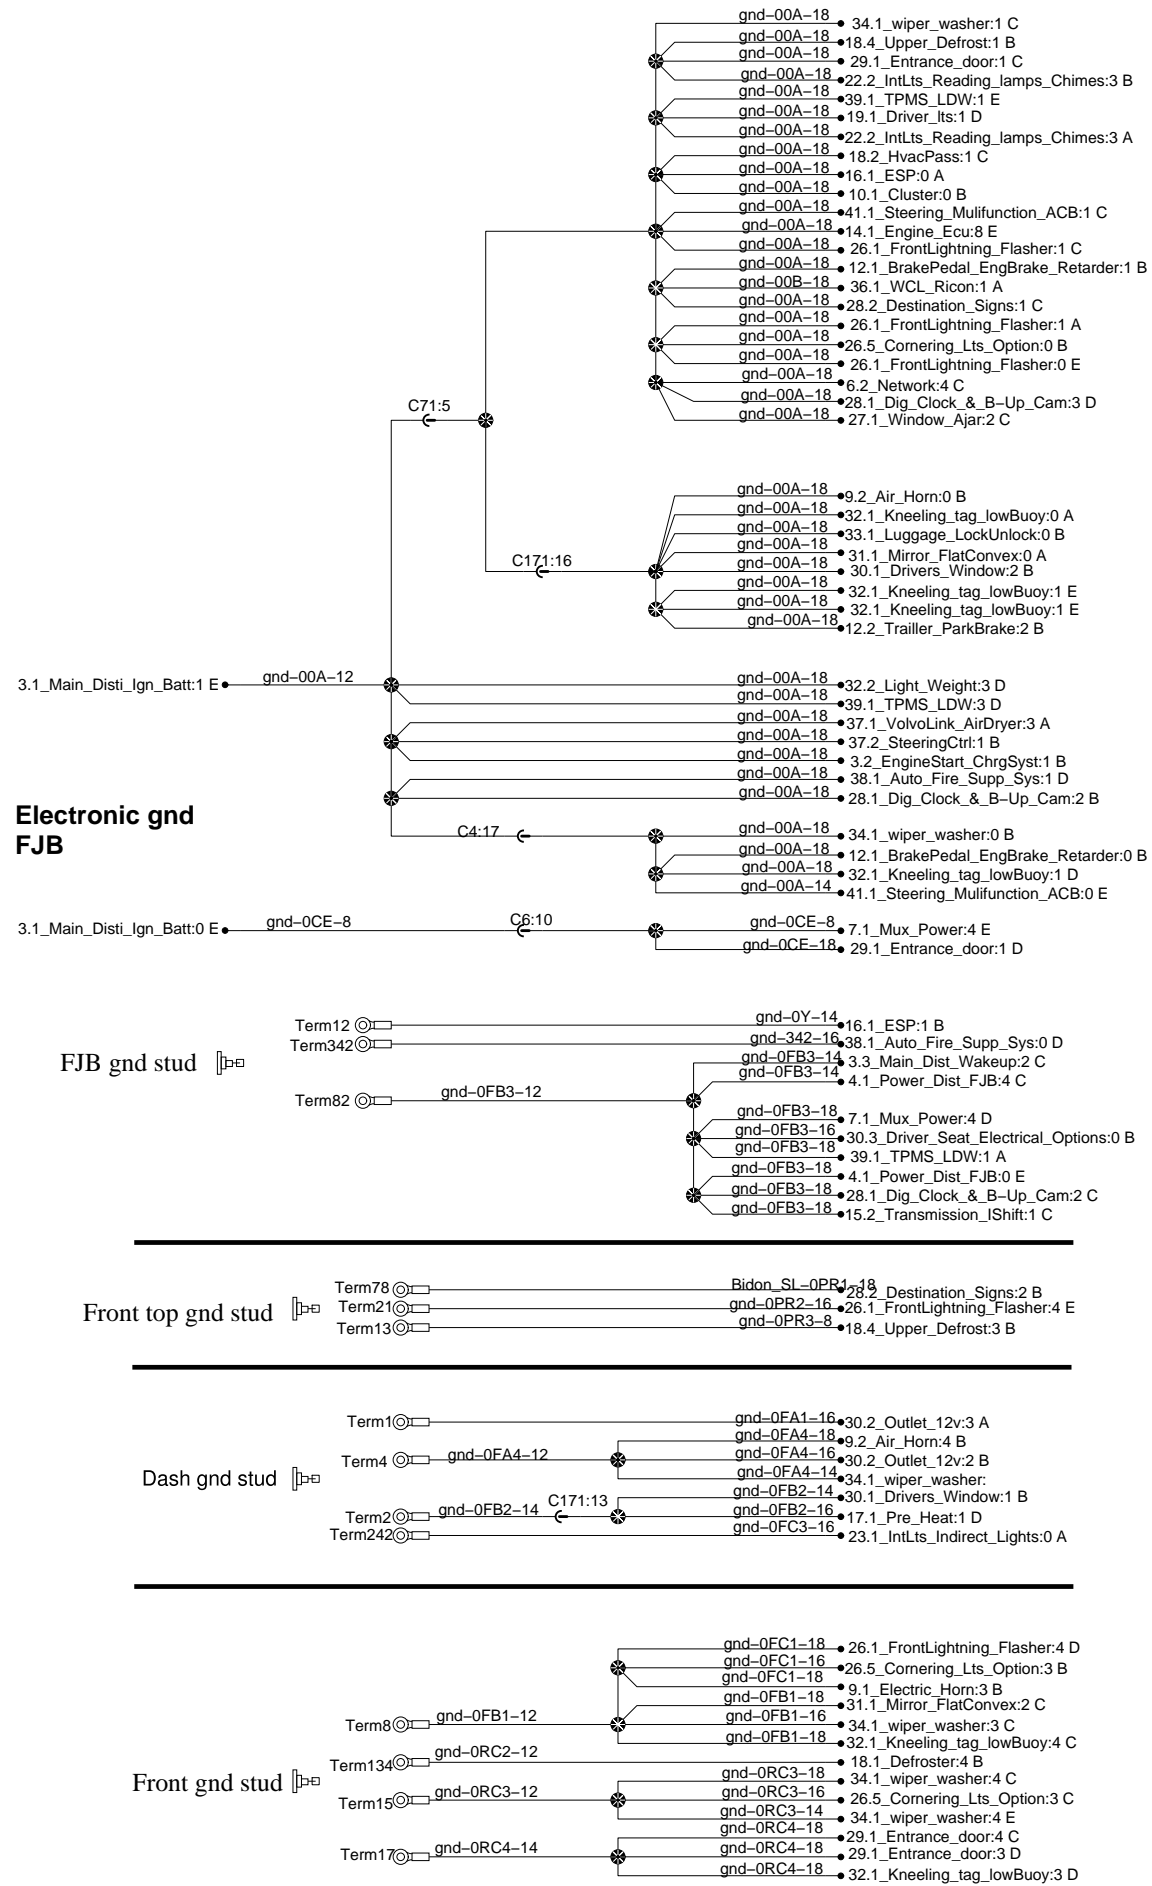 gnd–00A–18 34.1_wiper_washer:1 C
gnd–00A–18 18.4_Upper_Defrost:1 B
gnd–00A–18 29.1_Entrance_door:1 C
gnd–00A–18 22.2_IntLts_Reading_lamps_Chimes:3 B
gnd–00A–18 39.1_TPMS_LDW:1 E
gnd–00A–18 19.1_Driver_lts:1 D
gnd–00A–18 22.2_IntLts_Reading_lamps_Chimes:3 A
gnd–00A–18 18.2_HvacPass:1 C
gnd–00A–18 16.1_ESP:0 A
gnd–00A–18 10.1_Cluster:0 B
gnd–00A–18 41.1_Steering_Mulifunction_ACB:1 C
gnd–00A–18 14.1_Engine_Ecu:8 E
gnd–00A–18 26.1_FrontLightning_Flasher:1 C
gnd–00A–18 12.1_BrakePedal_EngBrake_Retarder:1 B
gnd–00B–18 36.1_WCL_Ricon:1 A
gnd–00A–18 28.2_Destination_Signs:1 C
gnd–00A–18 26.1_FrontLightning_Flasher:1 A
gnd–00A–18 26.5_Cornering_Lts_Option:0 B
gnd–00A–18 26.1_FrontLightning_Flasher:0 E
gnd–00A–18 6.2_Network:4 C
gnd–00A–18 28.1_Dig_Clock_&_B–Up_Cam:3 D
C71:5
gnd–00A–18 27.1_Window_Ajar:2 C
gnd–00A–18 9.2_Air_Horn:0 B
gnd–00A–18 32.1_Kneeling_tag_lowBuoy:0 A
gnd–00A–18 33.1_Luggage_LockUnlock:0 B
gnd–00A–18 31.1_Mirror_FlatConvex:0 A
C171:16
gnd–00A–18 30.1_Drivers_Window:2 B
gnd–00A–18 32.1_Kneeling_tag_lowBuoy:1 E
gnd–00A–18 32.1_Kneeling_tag_lowBuoy:1 E
gnd–00A–18 12.2_Trailler_ParkBrake:2 B
3.1_Main_Disti_Ign_Batt:1 E gnd–00A–12 gnd–00A–18 32.2_Light_Weight:3 D
gnd–00A–18 39.1_TPMS_LDW:3 D
gnd–00A–18 37.1_VolvoLink_AirDryer:3 A
gnd–00A–18 37.2_SteeringCtrl:1 B
gnd–00A–18 3.2_EngineStart_ChrgSyst:1 B
gnd–00A–18 38.1_Auto_Fire_Supp_Sys:1 D
gnd–00A–18 28.1_Dig_Clock_&_B–Up_Cam:2 B
Electronic gnd
FJB
C4:17 gnd–00A–18 34.1_wiper_washer:0 B
gnd–00A–18 12.1_BrakePedal_EngBrake_Retarder:0 B
gnd–00A–18 32.1_Kneeling_tag_lowBuoy:1 D
gnd–00A–14 41.1_Steering_Mulifunction_ACB:0 E
3.1_Main_Disti_Ign_Batt:0 E gnd–0CE–8 C6:10 gnd–0CE–8 7.1_Mux_Power:4 E
gnd–0CE–18 29.1_Entrance_door:1 D
Term12 gnd–0Y–14 16.1_ESP:1 B
Term342 gnd–342–16 38.1_Auto_Fire_Supp_Sys:0 D
FJB gnd stud
gnd–0FB3–14 3.3_Main_Dist_Wakeup:2 C
gnd–0FB3–14 4.1_Power_Dist_FJB:4 C
Term82 gnd–0FB3–12
gnd–0FB3–18 7.1_Mux_Power:4 D
gnd–0FB3–16 30.3_Driver_Seat_Electrical_Options:0 B
gnd–0FB3–18 39.1_TPMS_LDW:1 A
gnd–0FB3–18 4.1_Power_Dist_FJB:0 E
gnd–0FB3–18 28.1_Dig_Clock_&_B–Up_Cam:2 C
gnd–0FB3–18 15.2_Transmission_IShift:1 C
Term78 Bidon_SL–0PR1–18 28.2_Destination_Signs:2 B
Front top gnd stud
Term21 gnd–0PR2–16 26.1_FrontLightning_Flasher:4 E
Term13 gnd–0PR3–8 18.4_Upper_Defrost:3 B
Term1 gnd–0FA1–16 30.2_Outlet_12v:3 A
gnd–0FA4–18 9.2_Air_Horn:4 B
Term4 gnd–0FA4–12 gnd–0FA4–16 30.2_Outlet_12v:2 B
Dash gnd stud
gnd–0FA4–14 34.1_wiper_washer:
gnd–0FB2–14 30.1_Drivers_Window:1 B
Term2 gnd–0FB2–14 C171:13 gnd–0FB2–16 17.1_Pre_Heat:1 D
Term242 gnd–0FC3–16 23.1_IntLts_Indirect_Lights:0 A
gnd–0FC1–18 26.1_FrontLightning_Flasher:4 D
gnd–0FC1–16 26.5_Cornering_Lts_Option:3 B
gnd–0FC1–18 9.1_Electric_Horn:3 B
gnd–0FB1–18 31.1_Mirror_FlatConvex:2 C
Term8 gnd–0FB1–12 gnd–0FB1–16 34.1_wiper_washer:3 C
gnd–0FB1–18 32.1_Kneeling_tag_lowBuoy:4 C
Term134 gnd–0RC2–12 18.1_Defroster:4 B
Front gnd stud
gnd–0RC3–18 34.1_wiper_washer:4 C
Term15 gnd–0RC3–12 gnd–0RC3–16 26.5_Cornering_Lts_Option:3 C
gnd–0RC3–14 34.1_wiper_washer:4 E
gnd–0RC4–18 29.1_Entrance_door:4 C
Term17 gnd–0RC4–14 gnd–0RC4–18 29.1_Entrance_door:3 D
gnd–0RC4–18 32.1_Kneeling_tag_lowBuoy:3 D